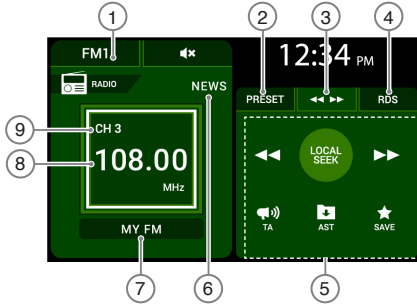 1
2
3
4
FM1
12:34 PM
RADIO
NEWS
PRESET
RDS
9
CH 3
8
108.00
MHz
LOCAL
SEEK
TA
AST
SAVE
MY FM
7
6
5